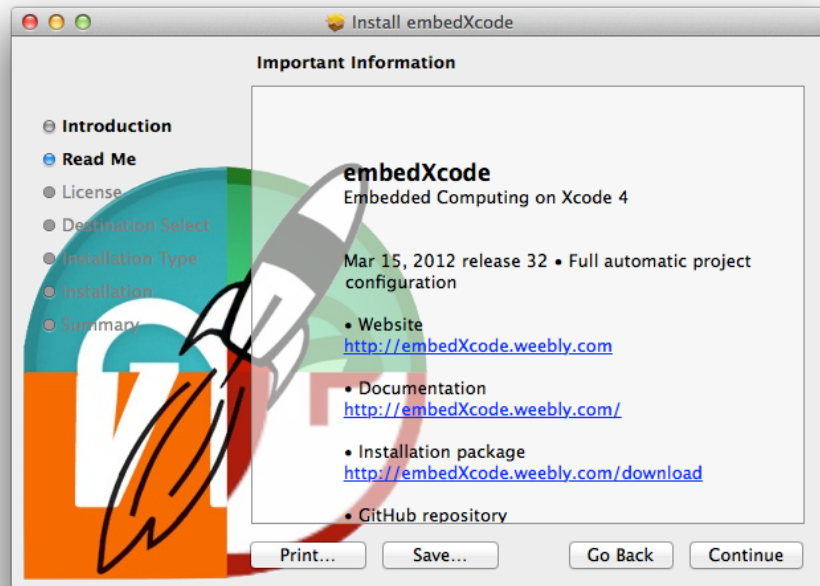 Install embedXcode
Important Information
Introduction
Read Me
License
Destination Select
Installation Type
Installation
Summary
embedXcode
Embedded Computing on Xcode 4
Mar 15, 2012 release 32 • Full automatic project
configuration
• Website
http://embedXcode.weebly.com
• Documentation
http://embedXcode.weebly.com/
• Installation package
http://embedXcode.weebly.com/download
• GitHub repository
Print...
Save...
Go Back
Continue